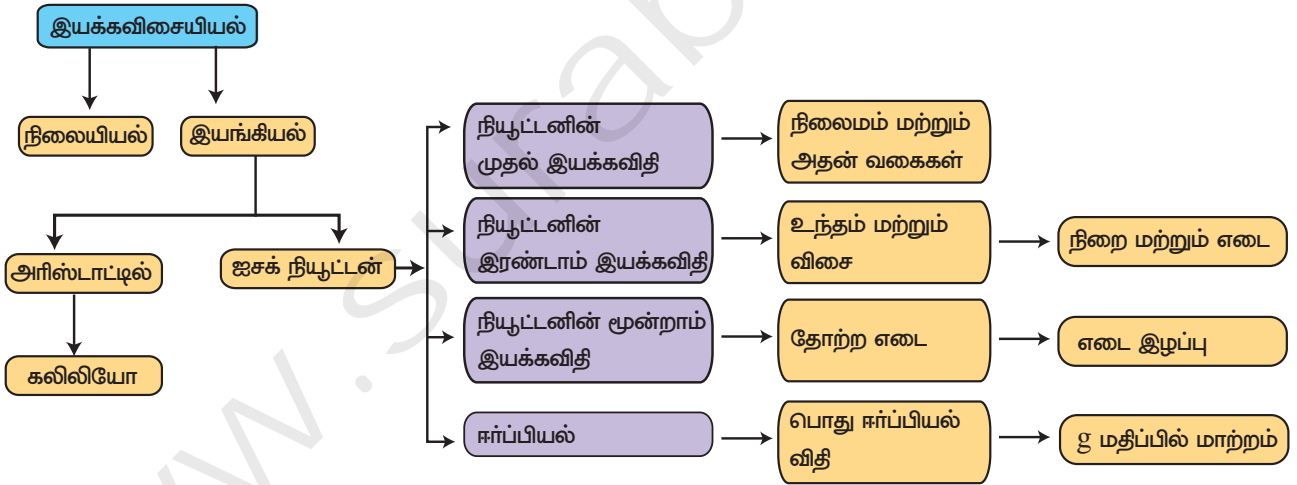 இயக்கவிசையியல்
நிலையியல்
இயங்கியல்
அரிஸ்டாட்டில்
கலிலியோ
ஐசக் நியூட்டன்
நியூட்டனின்
முதல் இயக்கவிதி
நிலைமம் மற்றும்
அதன் வகைகள்
நியூட்டனின்
இரண்டாம் இயக்கவிதி
உந்தம் மற்றும்
விசை
நிறை மற்றும் எடை
நியூட்டனின் மூன்றாம்
இயக்கவிதி
தோற்ற எடை
எடை இழப்பு
ஈர்ப்பியல்
பொது ஈர்ப்பியல்
விதி
g மதிப்பில் மாற்றம்